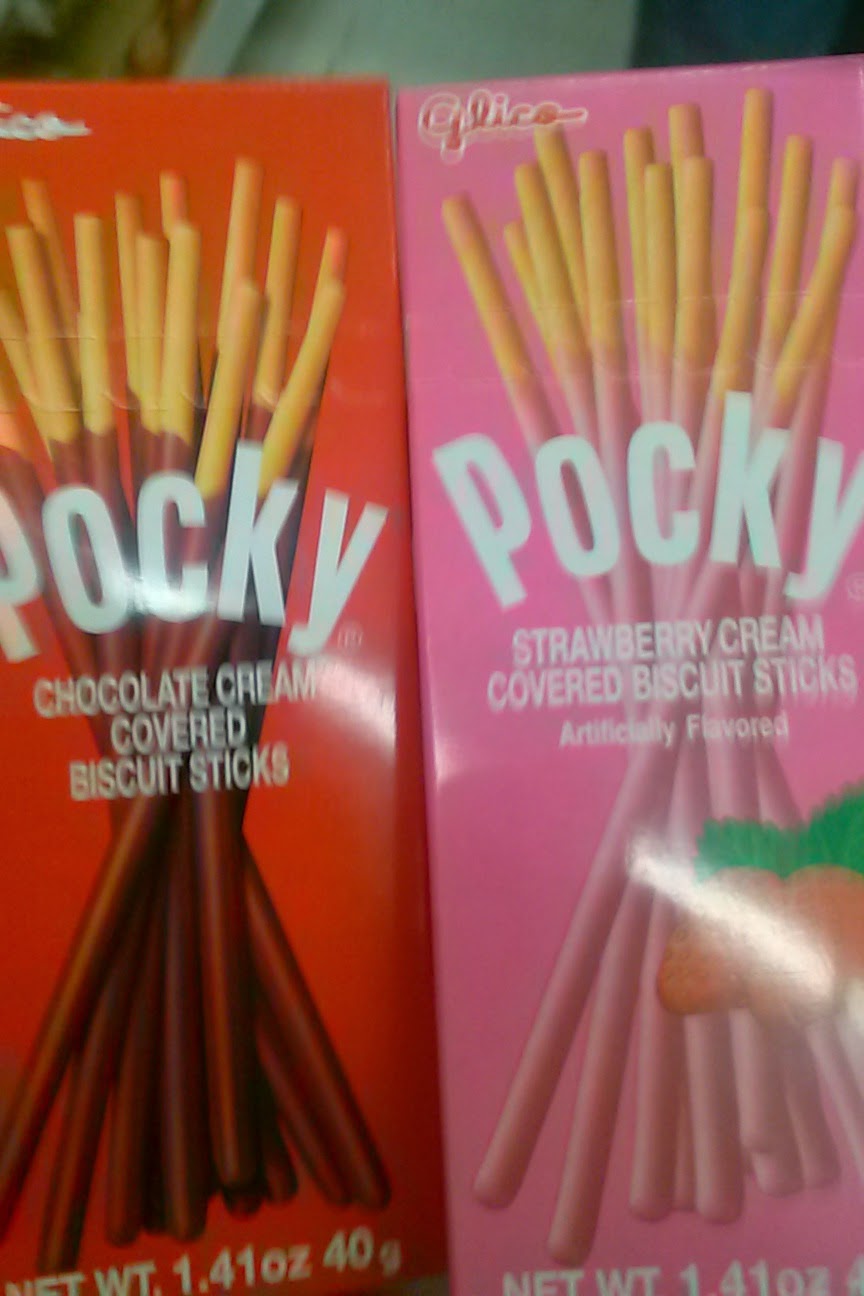 Glico
Pocky
CHOCOLATE CREAM
COVERED
BISCUIT STICKS
NET WT. 1.41oz 40g
Glico
Pocky
STRAWBERRY CREAM
COVERED BISCUIT STICKS
Artificially Flavored
NET WT. 1.41oz